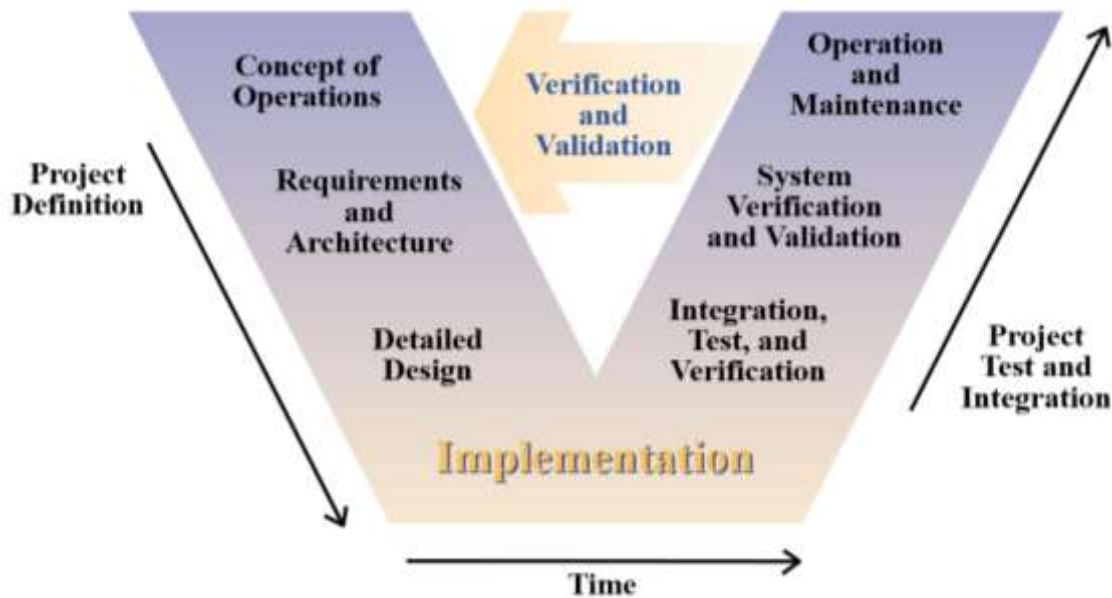 Concept of
Operations
Verification
and
Validation
Operation
and
Maintenance
Project
Definition
Requirements
and
Architecture
System
Verification
and Validation
Detailed
Design
Integration,
Test, and
Verification
Project
Test and
Integration
Implementation
Time